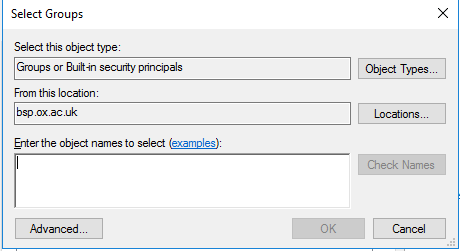 Select Groups
Select this object type:
Groups or Built-in security principals
Object Types...
From this location:
bsp.ox.ac.uk
Locations...
Enter the object names to select (examples):
Check Names
Advanced...
OK
Cancel